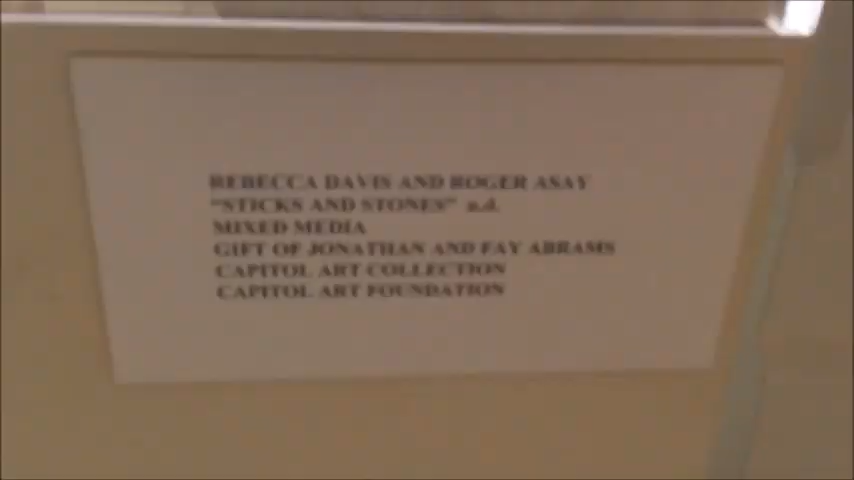 REBECCA DAVIS AND ROGER ASAY
"STICKS AND STONES" n.d.
MIXED MEDIA
GIFT OF JONATHAN AND FAY ABRAMS
CAPITOL ART COLLECTION
CAPITOL ART FOUNDATION